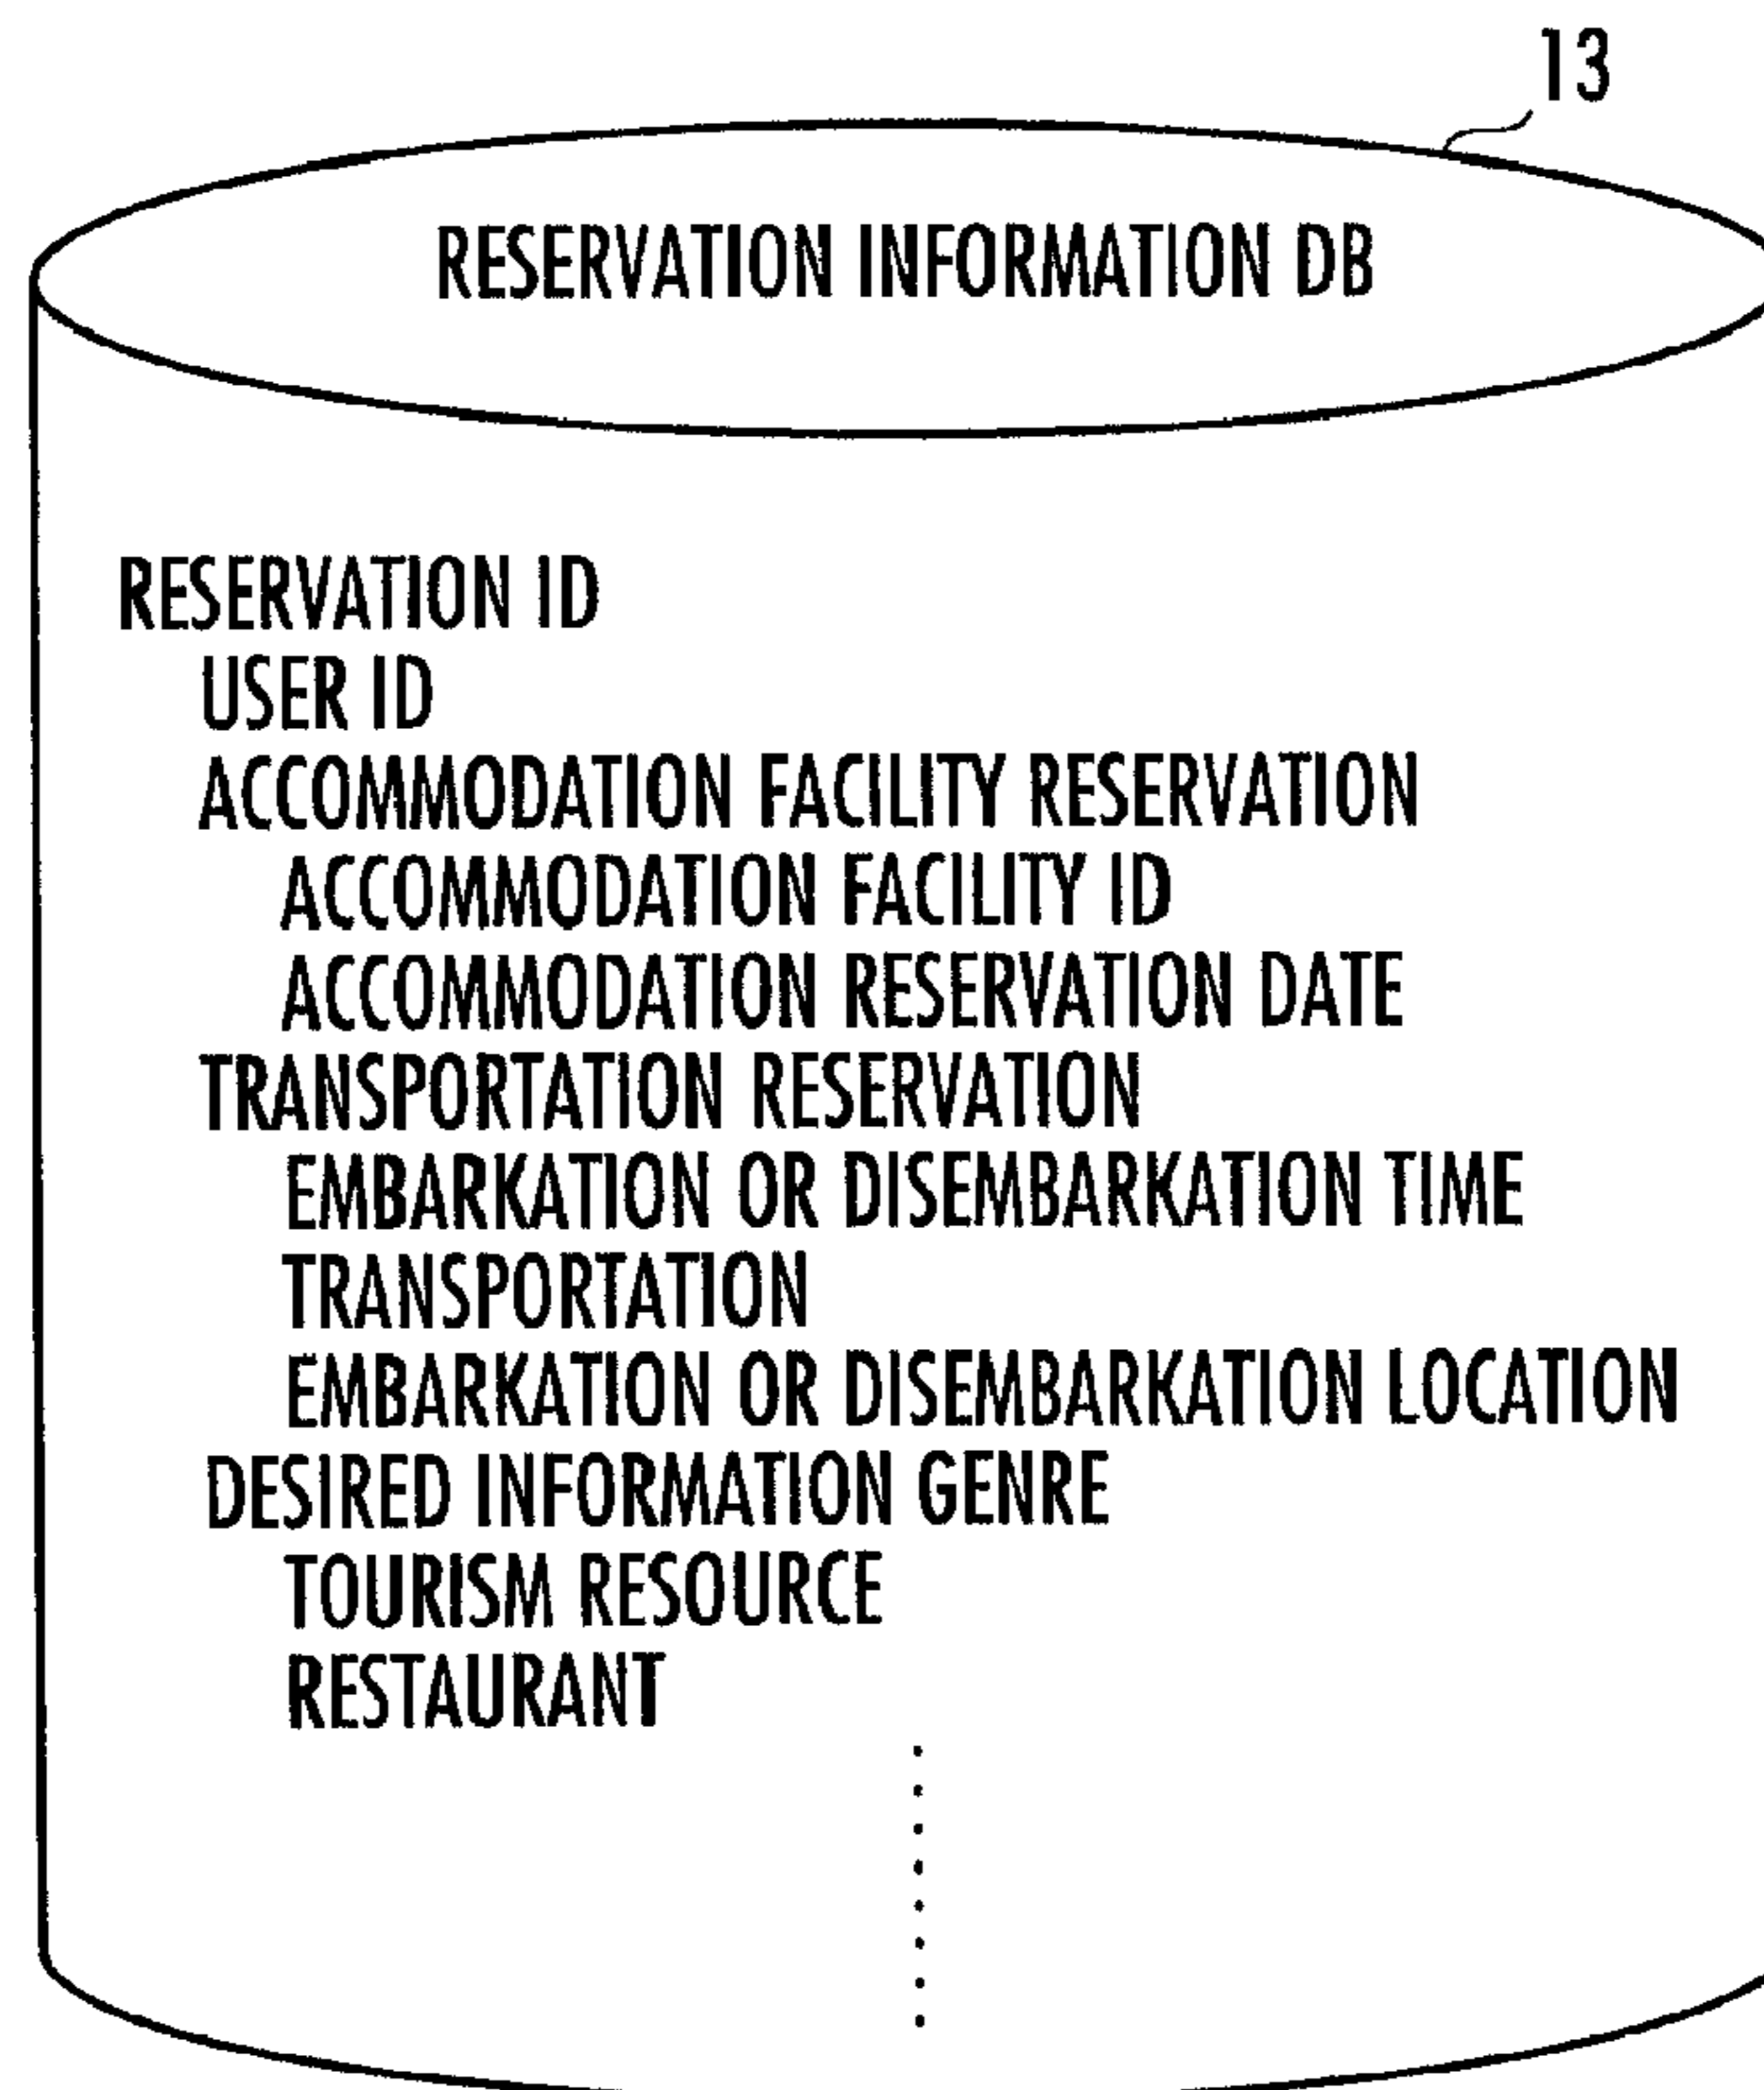 13
RESERVATION INFORMATION DB
RESERVATION ID
USER ID
ACCOMMODATION FACILITY RESERVATION
ACCOMMODATION FACILITY ID
ACCOMMODATION RESERVATION DATE
TRANSPORTATION RESERVATION
EMBARKATION OR DISEMBARKATION TIME
TRANSPORTATION
EMBARKATION OR DISEMBARKATION LOCATION
DESIRED INFORMATION GENRE
TOURISM RESOURCE
RESTAURANT